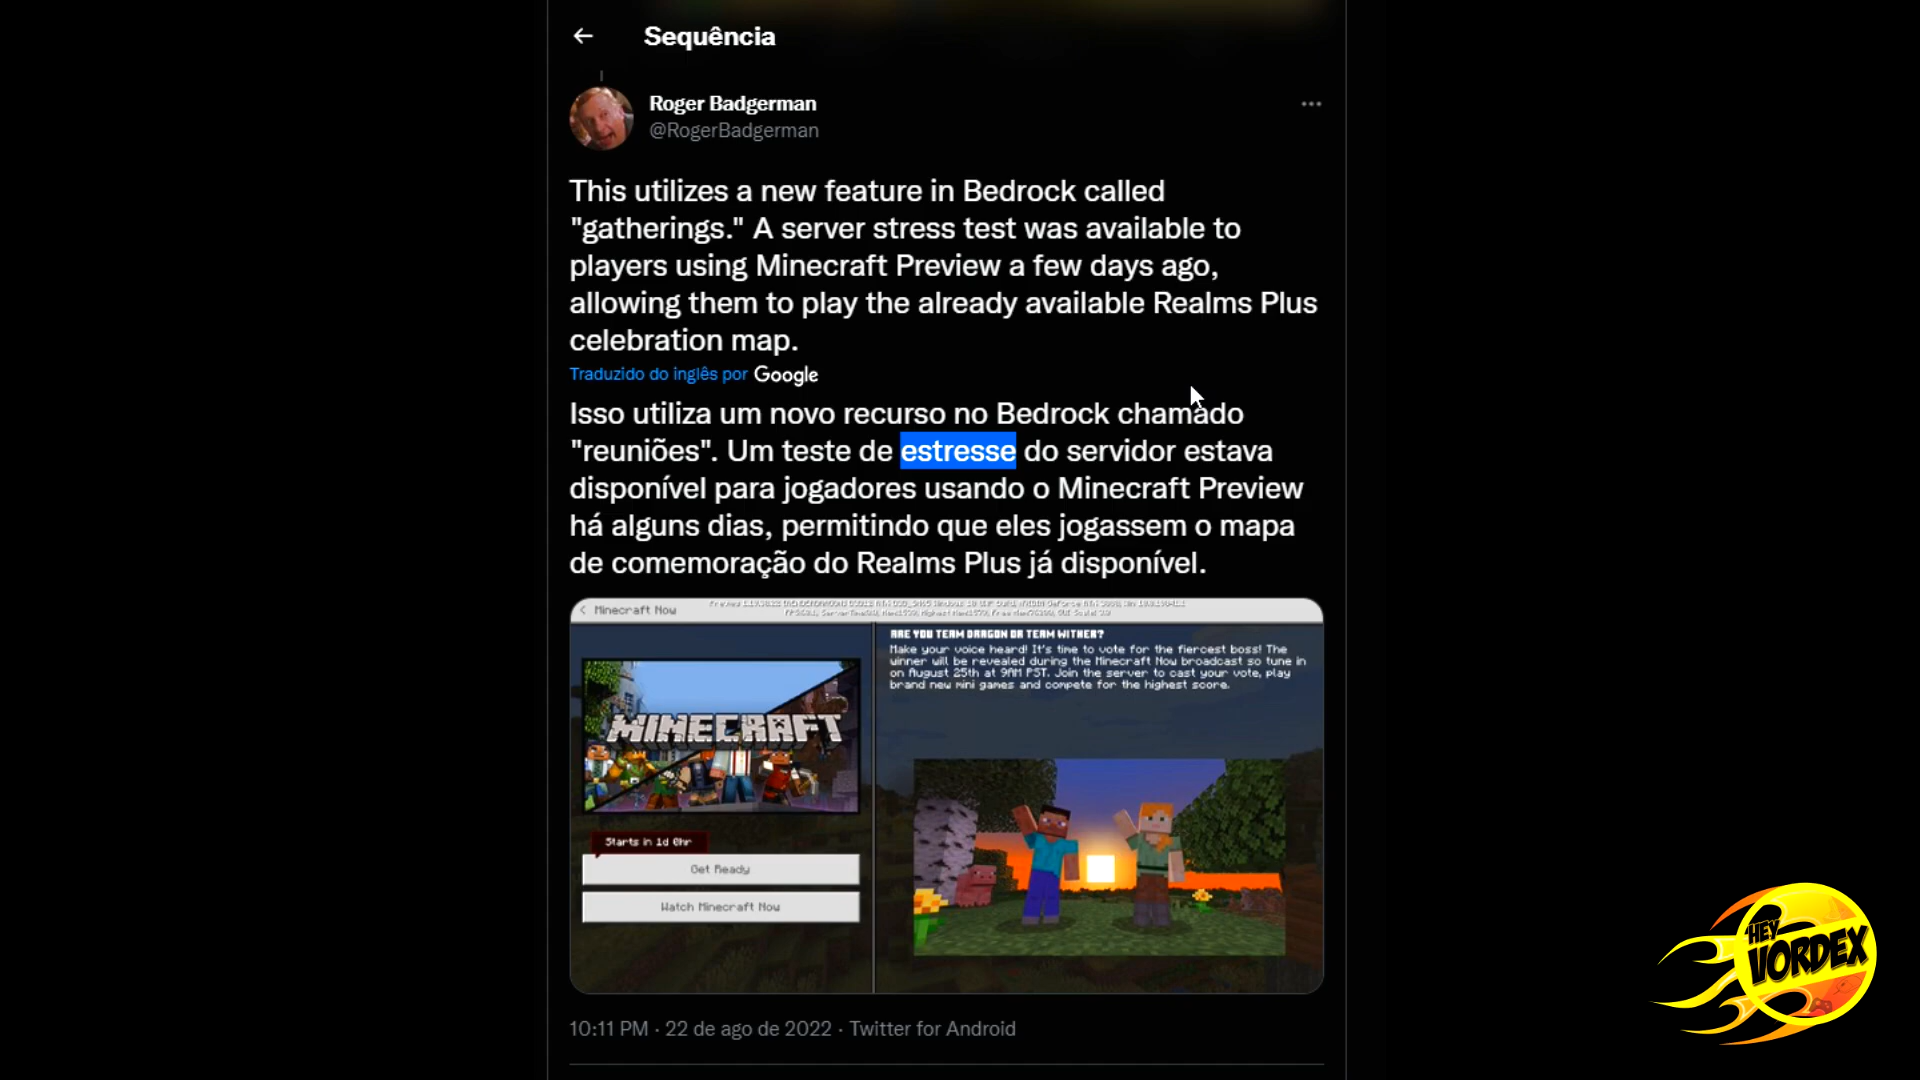 Sequência
Roger Badgerman
@RogerBadgerman
This utilizes a new feature in Bedrock called
"gatherings." A server stress test was available to
players using Minecraft Preview a few days ago,
allowing them to play the already available Realms Plus
celebration map.
Traduzido do inglês por Google
Isso utiliza um novo recurso no Bedrock chamado
"reuniões". Um teste de estresse do servidor estava
disponível para jogadores usando o Minecraft Preview
há alguns dias, permitindo que eles jogassem o mapa
de comemoração do Realms Plus já disponível.
Minecraft Now
MINECRAFT
Starts in 1d 0hr
Get Ready
Watch Minecraft Now
ARE YOU TEAM DRAGON OR TEAM WITHER?
Make your voice heard! It's time to vote for the fiercest boss! The
winner will be revealed during the Minecraft Now broadcast so tune in
on August 25th at 9AM PST. Join the server to cast your vote, play
brand new mini games and compete for the highest score.
10:11 PM · 22 de ago de 2022 · Twitter for Android
HEY
VORDEX